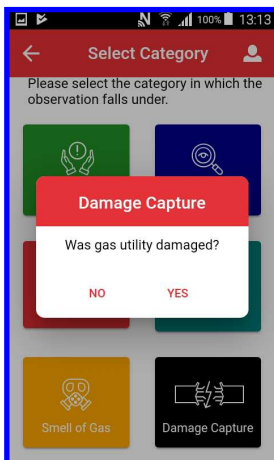 100% 13:13
Select Category
Please select the category in which the
observation falls under.
Damage Capture
Was gas utility damaged?
NO YES
Smell of Gas Damage Capture